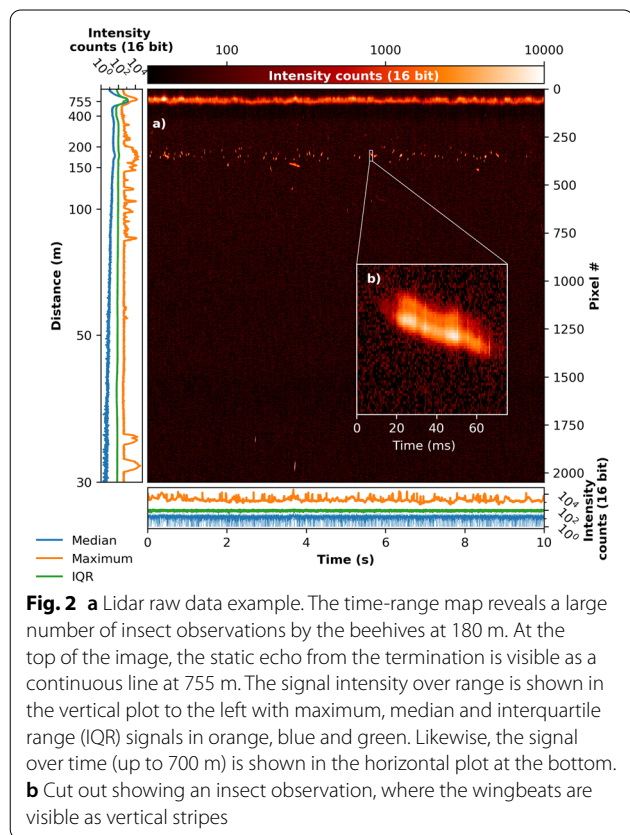 Intensity
counts (16 bit)
10⁰ 10² 10⁴
100 1000 10000
Intensity counts (16 bit)
755
400
200
150
100
50
30
Distance (m)
a)
0
250
500
750
1000
1250
1500
1750
2000
Pixel #
b)
0 20 40 60
Time (ms)
10⁴
10²
10⁰
Intensity
counts (16 bit)
0 2 4 6 8 10
Time (s)
Median
Maximum
IQR
Fig. 2 a Lidar raw data example. The time-range map reveals a large
number of insect observations by the beehives at 180 m. At the
top of the image, the static echo from the termination is visible as a
continuous line at 755 m. The signal intensity over range is shown in
the vertical plot to the left with maximum, median and interquartile
range (IQR) signals in orange, blue and green. Likewise, the signal
over time (up to 700 m) is shown in the horizontal plot at the bottom.
b Cut out showing an insect observation, where the wingbeats are
visible as vertical stripes